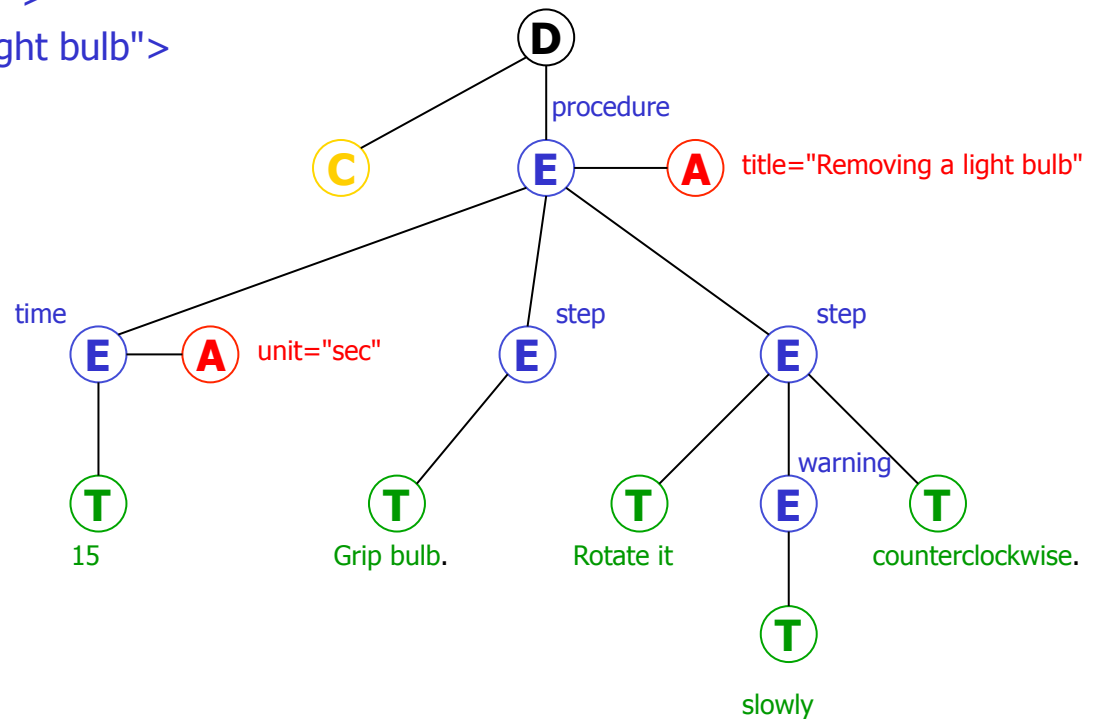 ">
ght bulb">
D
procedure
C
E
A
title="Removing a light bulb"
time
step
step
E
A
unit="sec"
E
E
warning
T
T
T
E
T
15
Grip bulb.
Rotate it
counterclockwise.
T
slowly